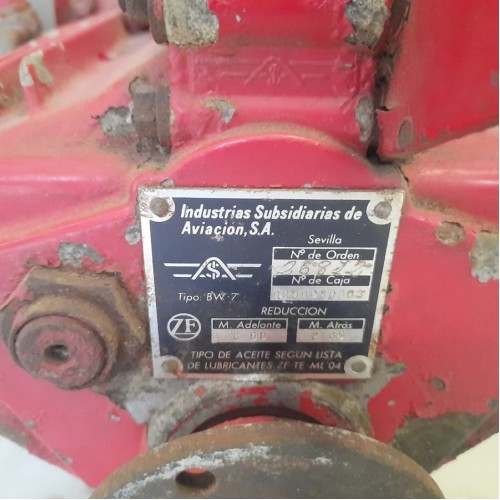 Industrias Subsidiarias de
Aviación, S.A.
Sevilla
Nº de Orden
Nº de Caja
Tipo: BW-7
REDUCCION
ZF
M. Adelante
M. Atrás
TIPO DE ACEITE SEGUN LISTA
DE LUBRICANTES ZF-TE-ML 04